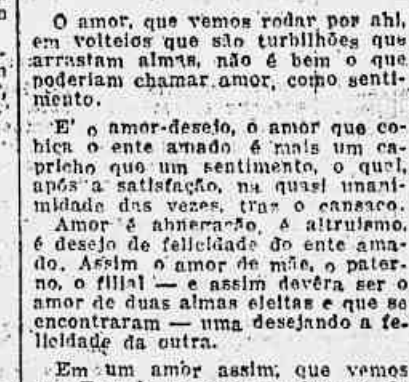 O amor, que vemos rodar por ahi,
em volteios que são turbilhões que
arrastam almas, não é bem o que
poderiam chamar amor, como senti-
mento.
E' o amor-desejo, o amor que co-
biça o ente amado é mais um ca-
pricho que um sentimento, o qual,
após a satisfação, na quasi unani-
midade das vezes, traz o cansaço.
Amor é abnegação, é altruismo,
é desejo de felicidade do ente ama-
do. Assim o amor de mãe, o pater-
no, o filial — e assim devêra ser o
amor de duas almas eleitas e que se
encontraram — uma desejando a fe-
licidade da outra.
Em um amor assim, que vemos